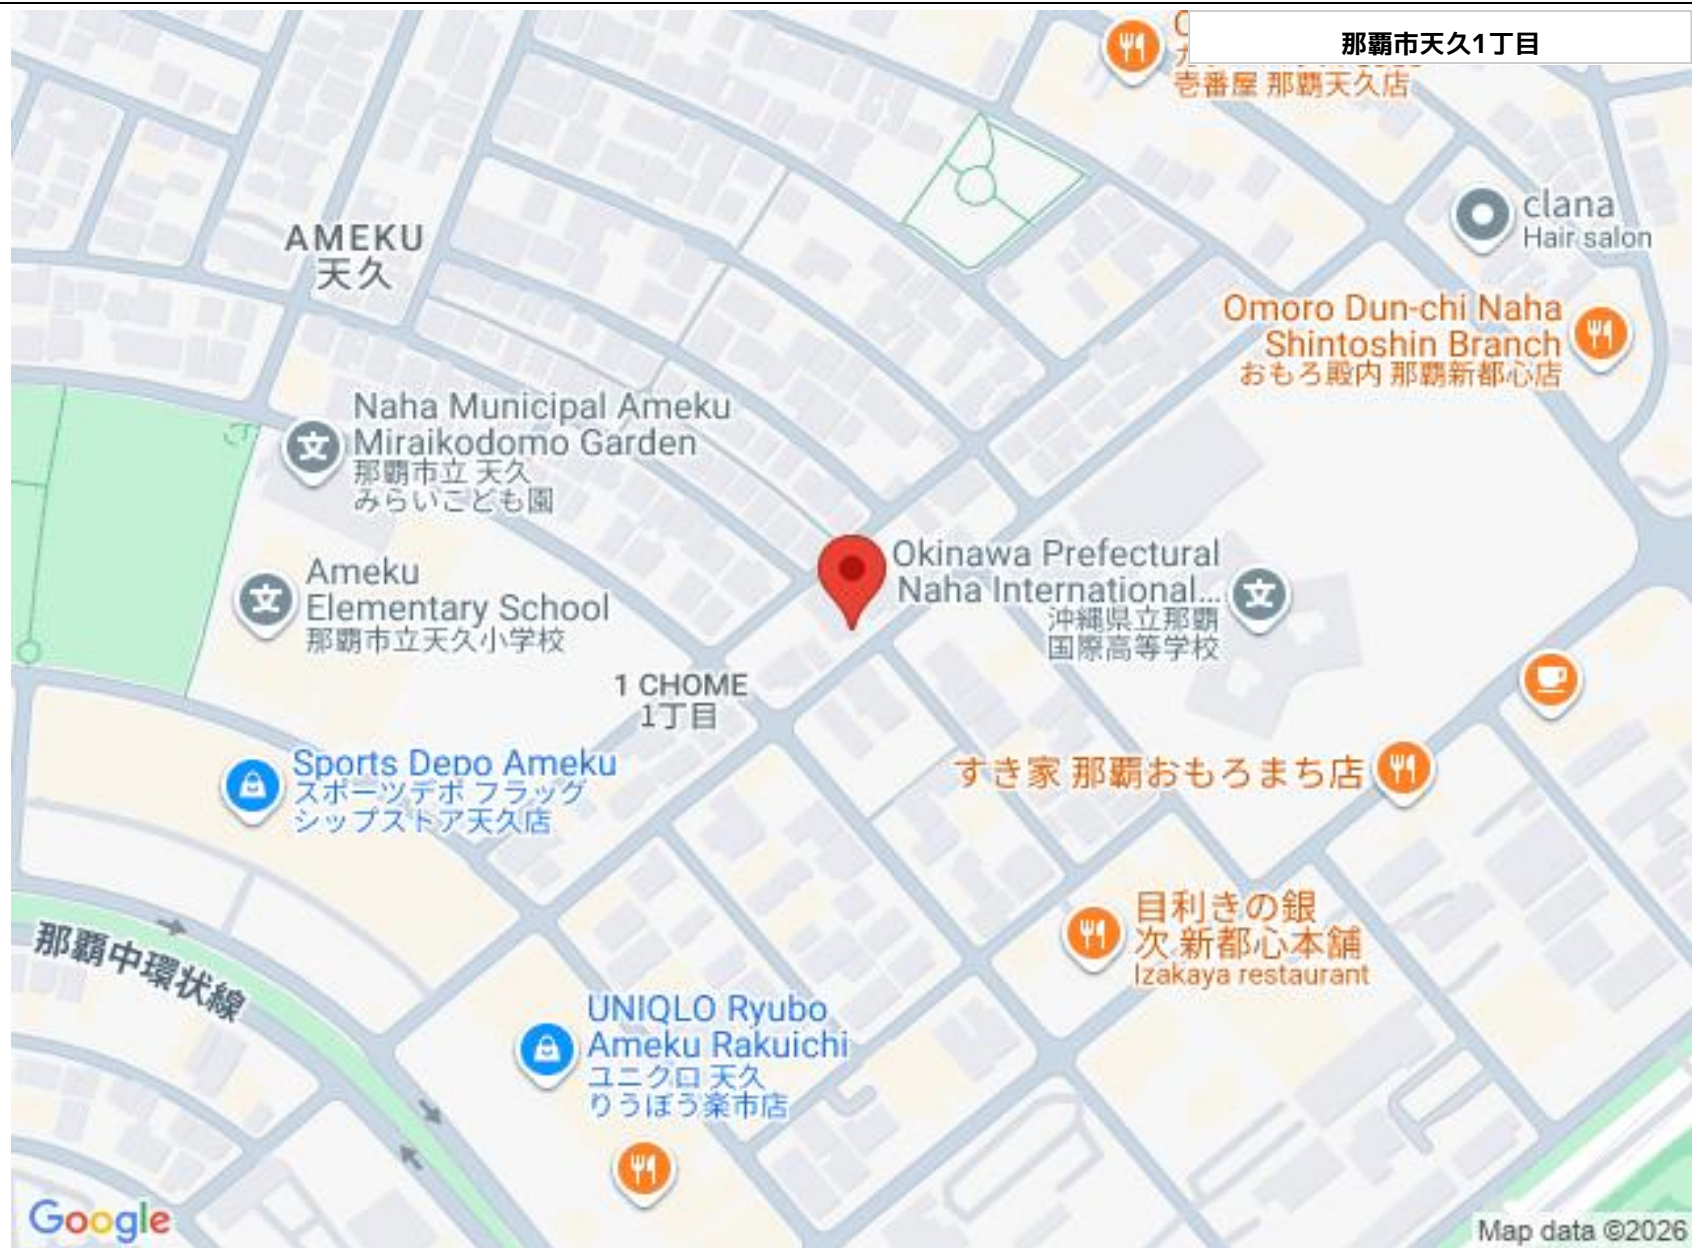 那覇市天久1丁目
壱番屋 那覇天久店
clana
Hair salon
AMEKU
天久
Omoro Dun-chi Naha
Shintoshin Branch
おもろ殿内 那覇新都心店
Naha Municipal Ameku
Miraikodomo Garden
那覇市立 天久
みらいこども園
Okinawa Prefectural
Naha International...
沖縄県立那覇
国際高等学校
Ameku
Elementary School
那覇市立天久小学校
1 CHOME
1丁目
Sports Depo Ameku
スポーツデポ フラッグ
シップストア天久店
すき家 那覇おもろまち店
目利きの銀
次 新都心本舗
Izakaya restaurant
那覇中環状線
UNIQLO Ryubo
Ameku Rakuichi
ユニクロ 天久
りうぼう楽市店
Google
Map data ©2026